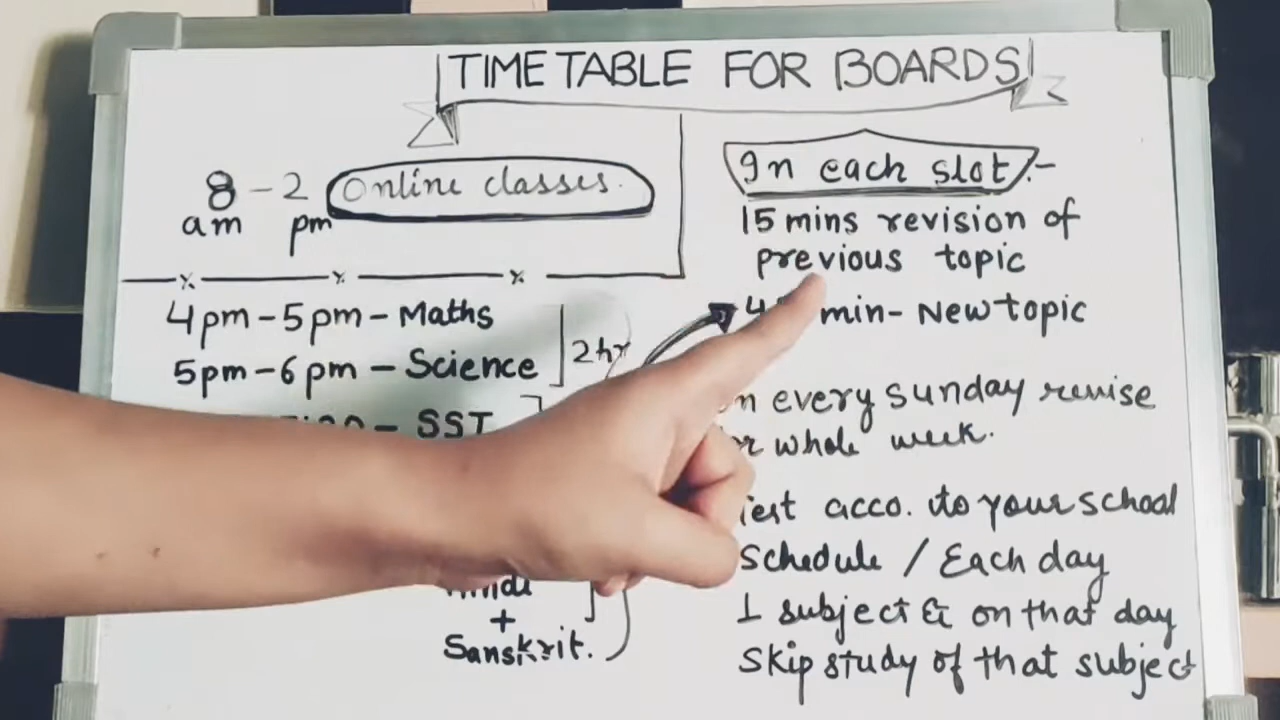 TIME TABLE FOR BOARDS
8 - 2 Online classes.
am pm
4pm - 5pm - Maths
5pm - 6pm - Science
2hr
- SST
+
Sanskrit.
In each slot :-
15 mins revision of
previous topic
min - New topic
every sunday revise
whole week.
acco. to your school
Schedule / Each day
1 subject & on that day
Skip study of that subject